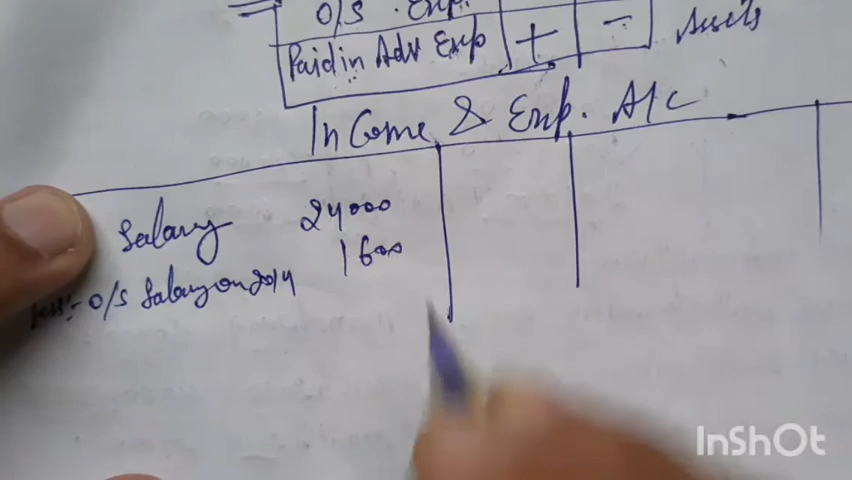 O/S . Exp.
Paid in Adv Exp + - Assets
InCome & Exp. A/c
Salary 24000
less:- O/S Salary on 2014 1600
InShOt